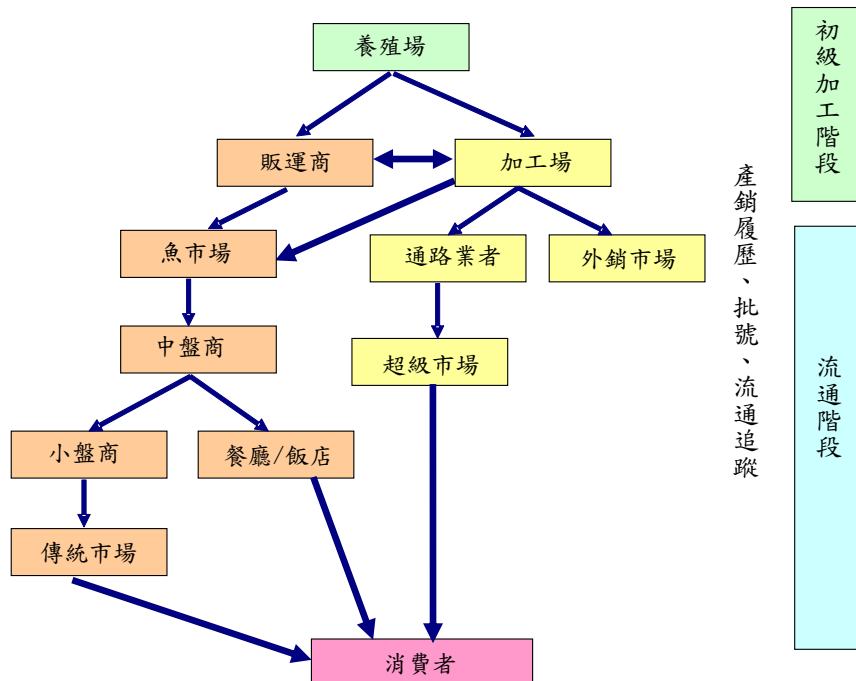 養殖場
販運商
加工場
魚市場
通路業者
外銷市場
中盤商
超級市場
小盤商
餐廳/飯店
傳統市場
消費者
產銷履歷、批號、流通追蹤
初級加工階段
流通階段